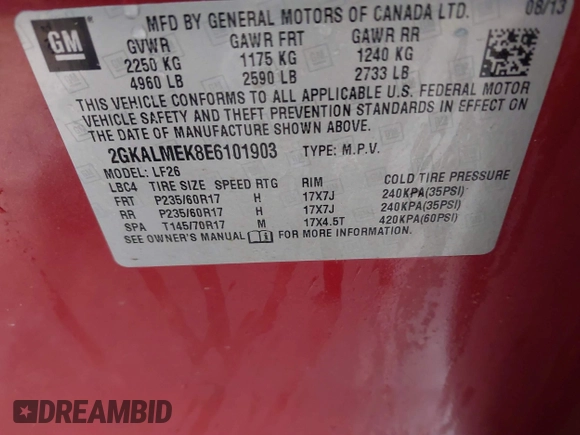 MFD BY GENERAL MOTORS OF CANADA LTD. 08/13
GM
GVWR GAWR FRT GAWR RR
2250 KG 1175 KG 1240 KG
4960 LB 2590 LB 2733 LB
THIS VEHICLE CONFORMS TO ALL APPLICABLE U.S. FEDERAL MOTOR
VEHICLE SAFETY AND THEFT PREVENTION STANDARDS IN EFFECT ON
THE DATE OF MANUFACTURE SHOWN ABOVE.
2GKALMEK8E6101903 TYPE: M.P.V.
MODEL: LF26
LBC4 TIRE SIZE SPEED RTG RIM COLD TIRE PRESSURE
FRT P235/60R17 H 17X7J 240KPA(35PSI)
RR P235/60R17 H 17X7J 240KPA(35PSI)
SPA T145/70R17 M 17X4.5T 420KPA(60PSI)
SEE OWNER'S MANUAL FOR MORE INFORMATION.
DREAMBID